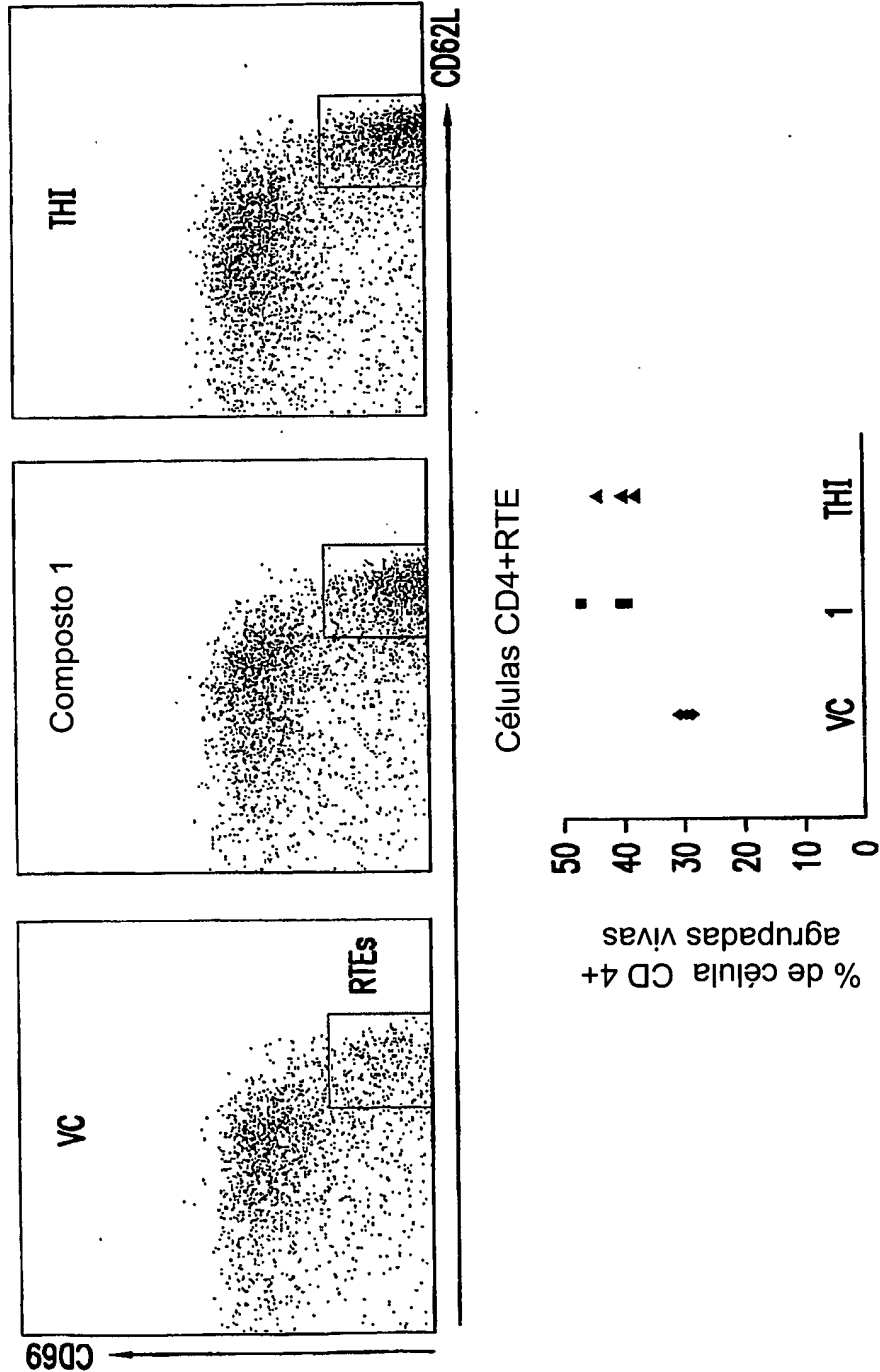 CD69
VC
RTEs
Composto 1
THI
CD62L
Células CD4+RTE
% de célula CD 4+
agrupadas vivas
50
40
30
20
10
0
VC
1
THI